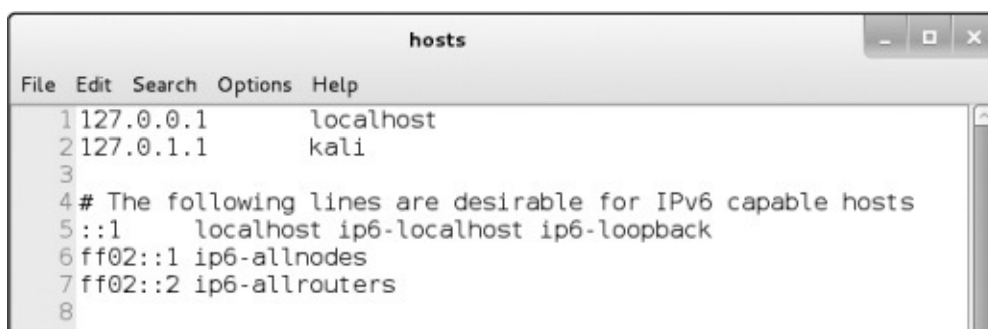 hosts
File Edit Search Options Help
1 127.0.0.1 localhost
2 127.0.1.1 kali
3
4 # The following lines are desirable for IPv6 capable hosts
5 ::1 localhost ip6-localhost ip6-loopback
6 ff02::1 ip6-allnodes
7 ff02::2 ip6-allrouters
8